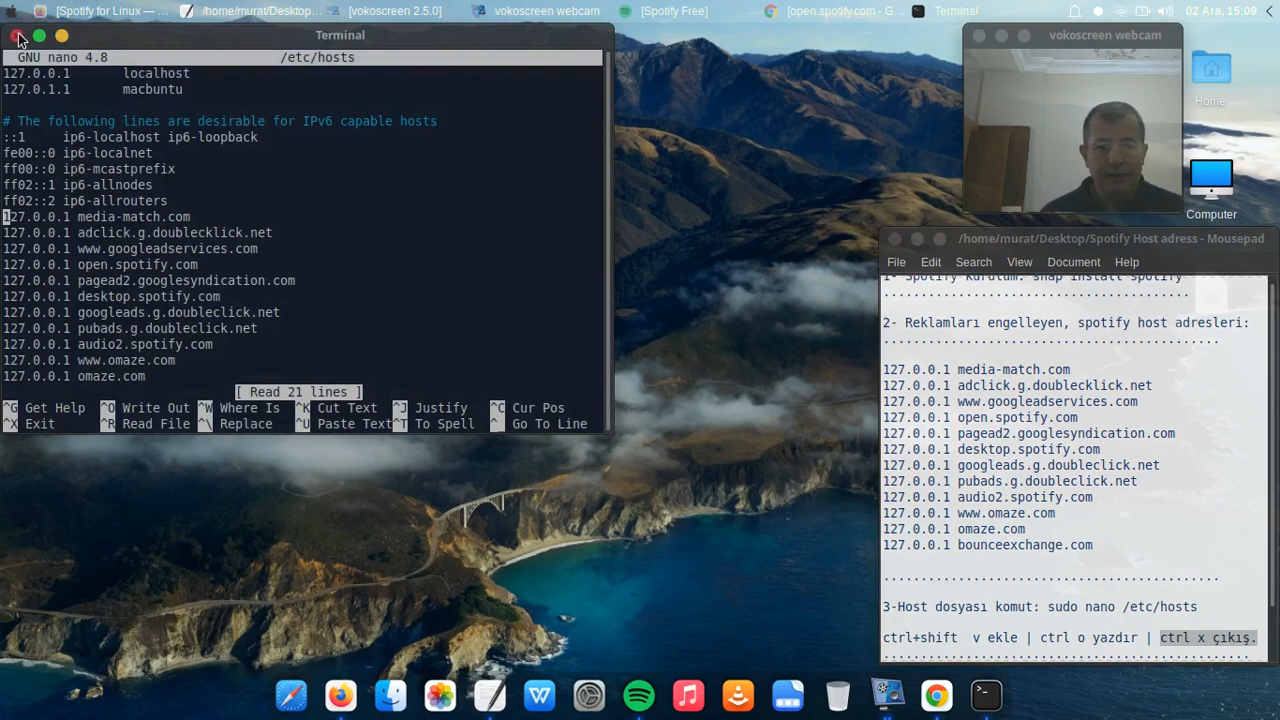 [Spotify for Linux — ... /home/murat/Desktop... [vokoscreen 2.5.0] vokoscreen webcam [Spotify Free] [open.spotify.com - G... Terminal 02 Ara, 15:09
Terminal
GNU nano 4.8 /etc/hosts
127.0.0.1 localhost
127.0.1.1 macbuntu
# The following lines are desirable for IPv6 capable hosts
::1 ip6-localhost ip6-loopback
fe00::0 ip6-localnet
ff00::0 ip6-mcastprefix
ff02::1 ip6-allnodes
ff02::2 ip6-allrouters
127.0.0.1 media-match.com
127.0.0.1 adclick.g.doublecklick.net
127.0.0.1 www.googleadservices.com
127.0.0.1 open.spotify.com
127.0.0.1 pagead2.googlesyndication.com
127.0.0.1 desktop.spotify.com
127.0.0.1 googleads.g.doubleclick.net
127.0.0.1 pubads.g.doubleclick.net
127.0.0.1 audio2.spotify.com
127.0.0.1 www.omaze.com
127.0.0.1 omaze.com
[ Read 21 lines ]
^G Get Help ^O Write Out ^W Where Is ^K Cut Text ^J Justify ^C Cur Pos
^X Exit ^R Read File ^\ Replace ^U Paste Text ^T To Spell ^_ Go To Line
vokoscreen webcam
Home
Computer
/home/murat/Desktop/Spotify Host adress - Mousepad
File Edit Search View Document Help
1- Spotify kurulum: snap install spotify
.........................................
2- Reklamları engelleyen, spotify host adresleri:
.............................................
127.0.0.1 media-match.com
127.0.0.1 adclick.g.doublecklick.net
127.0.0.1 www.googleadservices.com
127.0.0.1 open.spotify.com
127.0.0.1 pagead2.googlesyndication.com
127.0.0.1 desktop.spotify.com
127.0.0.1 googleads.g.doubleclick.net
127.0.0.1 pubads.g.doubleclick.net
127.0.0.1 audio2.spotify.com
127.0.0.1 www.omaze.com
127.0.0.1 omaze.com
127.0.0.1 bounceexchange.com
.............................................
3-Host dosyası komut: sudo nano /etc/hosts
ctrl+shift v ekle | ctrl o yazdır | ctrl x çıkış.
.................................................